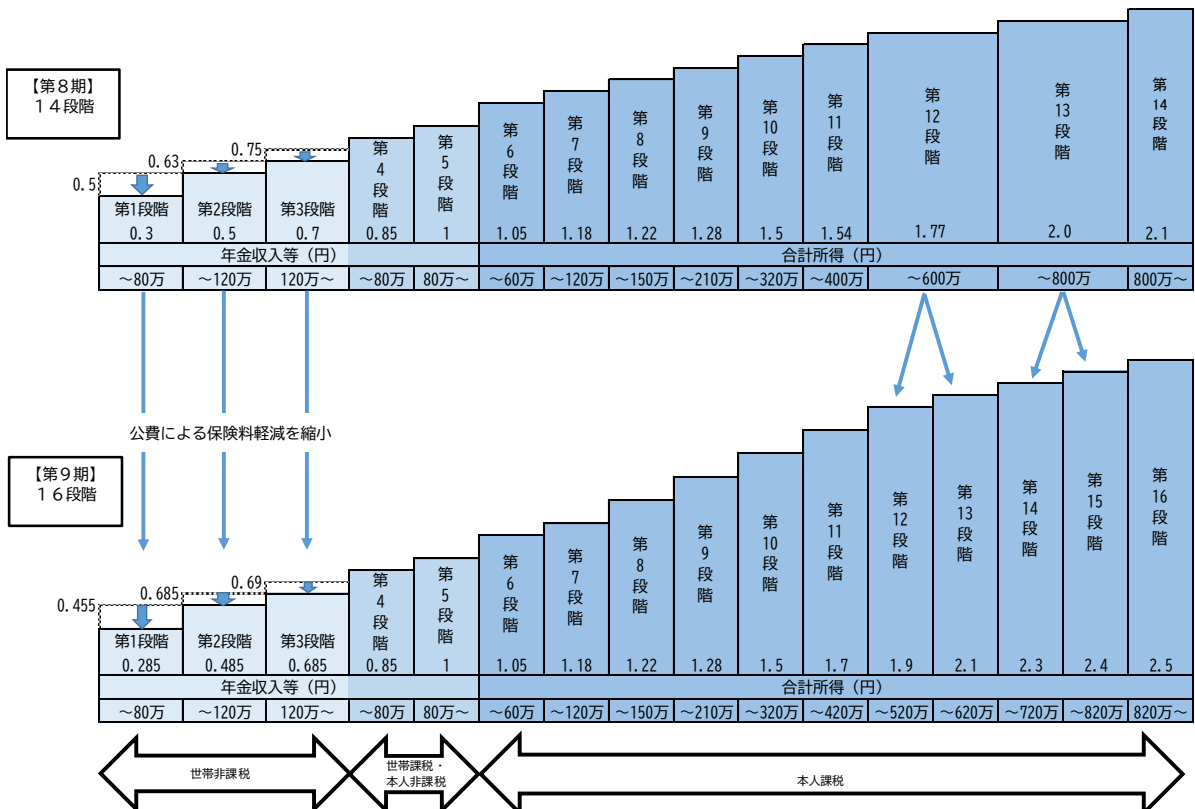 【第8期】
14段階
0.5
0.63
0.75
第1段階
第2段階
第3段階
第4段階
第5段階
第6段階
第7段階
第8段階
第9段階
第10段階
第11段階
第12段階
第13段階
第14段階
0.3
0.5
0.7
0.85
1
1.05
1.18
1.22
1.28
1.5
1.54
1.77
2.0
2.1
年金収入等（円）
合計所得（円）
～80万
～120万
120万～
～80万
80万～
～60万
～120万
～150万
～210万
～320万
～400万
～600万
～800万
800万～
公費による保険料軽減を縮小
【第9期】
16段階
0.455
0.685
0.69
第1段階
第2段階
第3段階
第4段階
第5段階
第6段階
第7段階
第8段階
第9段階
第10段階
第11段階
第12段階
第13段階
第14段階
第15段階
第16段階
0.285
0.485
0.685
0.85
1
1.05
1.18
1.22
1.28
1.5
1.7
1.9
2.1
2.3
2.4
2.5
年金収入等（円）
合計所得（円）
～80万
～120万
120万～
～80万
80万～
～60万
～120万
～150万
～210万
～320万
～420万
～520万
～620万
～720万
～820万
820万～
世帯非課税
世帯課税・
本人非課税
本人課税